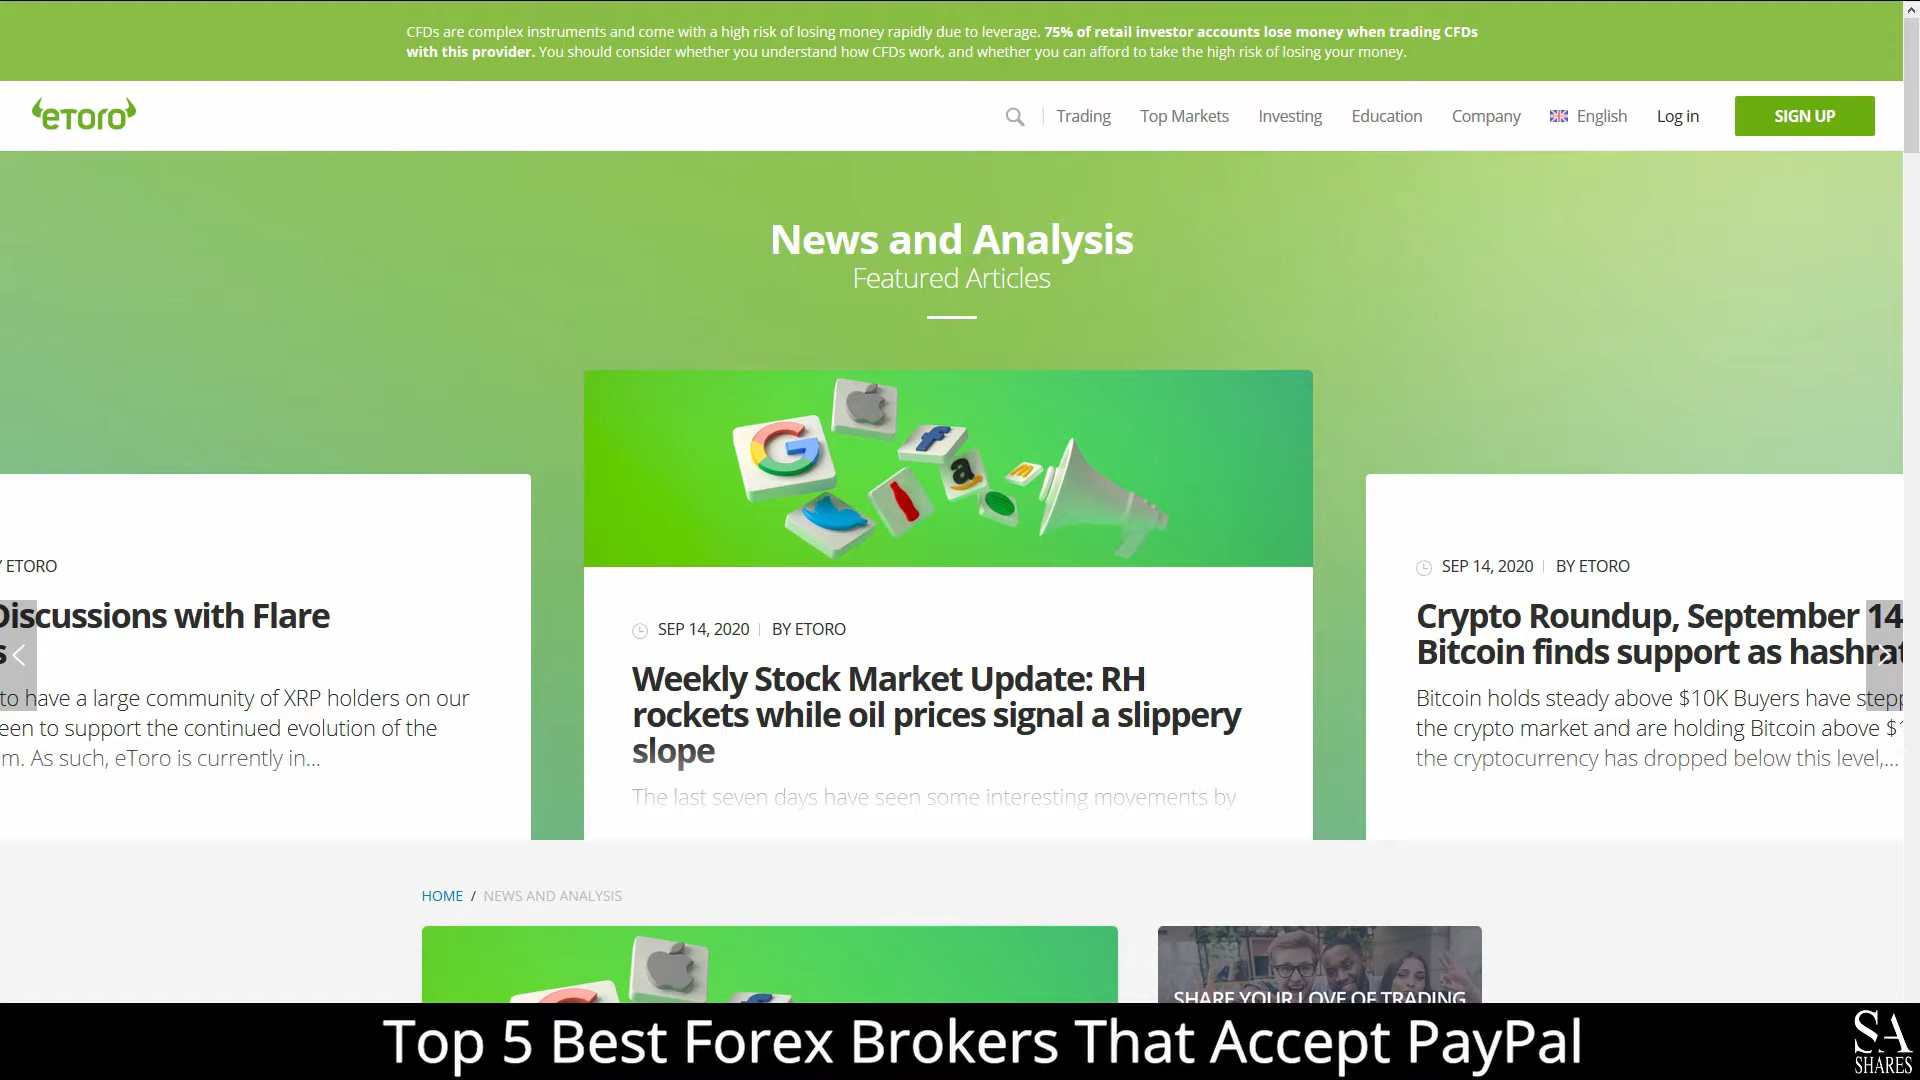 CFDs are complex instruments and come with a high risk of losing money rapidly due to leverage. 75% of retail investor accounts lose money when trading CFDs
with this provider. You should consider whether you understand how CFDs work, and whether you can afford to take the high risk of losing your money.
eToro
Trading
Top Markets
Investing
Education
Company
English
Log in
SIGN UP
News and Analysis
Featured Articles
ETORO
Discussions with Flare
to have a large community of XRP holders on our
een to support the continued evolution of the
m. As such, eToro is currently in...
SEP 14, 2020
BY ETORO
Weekly Stock Market Update: RH
rockets while oil prices signal a slippery
slope
The last seven days have seen some interesting movements by
SEP 14, 2020
BY ETORO
Crypto Roundup, September 14
Bitcoin finds support as hashrat
Bitcoin holds steady above $10K Buyers have stepp
the crypto market and are holding Bitcoin above $1
the cryptocurrency has dropped below this level,...
HOME / NEWS AND ANALYSIS
SHARE YOUR LOVE OF TRADING
Top 5 Best Forex Brokers That Accept PayPal
SA
SHARES